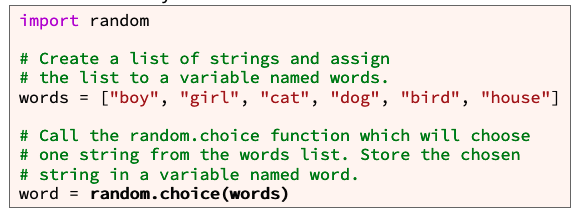 import random
# Create a list of strings and assign
# the list to a variable named words.
words = ["boy", "girl", "cat", "dog", "bird", "house"]
# Call the random.choice function which will choose
# one string from the words list. Store the chosen
# string in a variable named word.
word = random.choice(words)